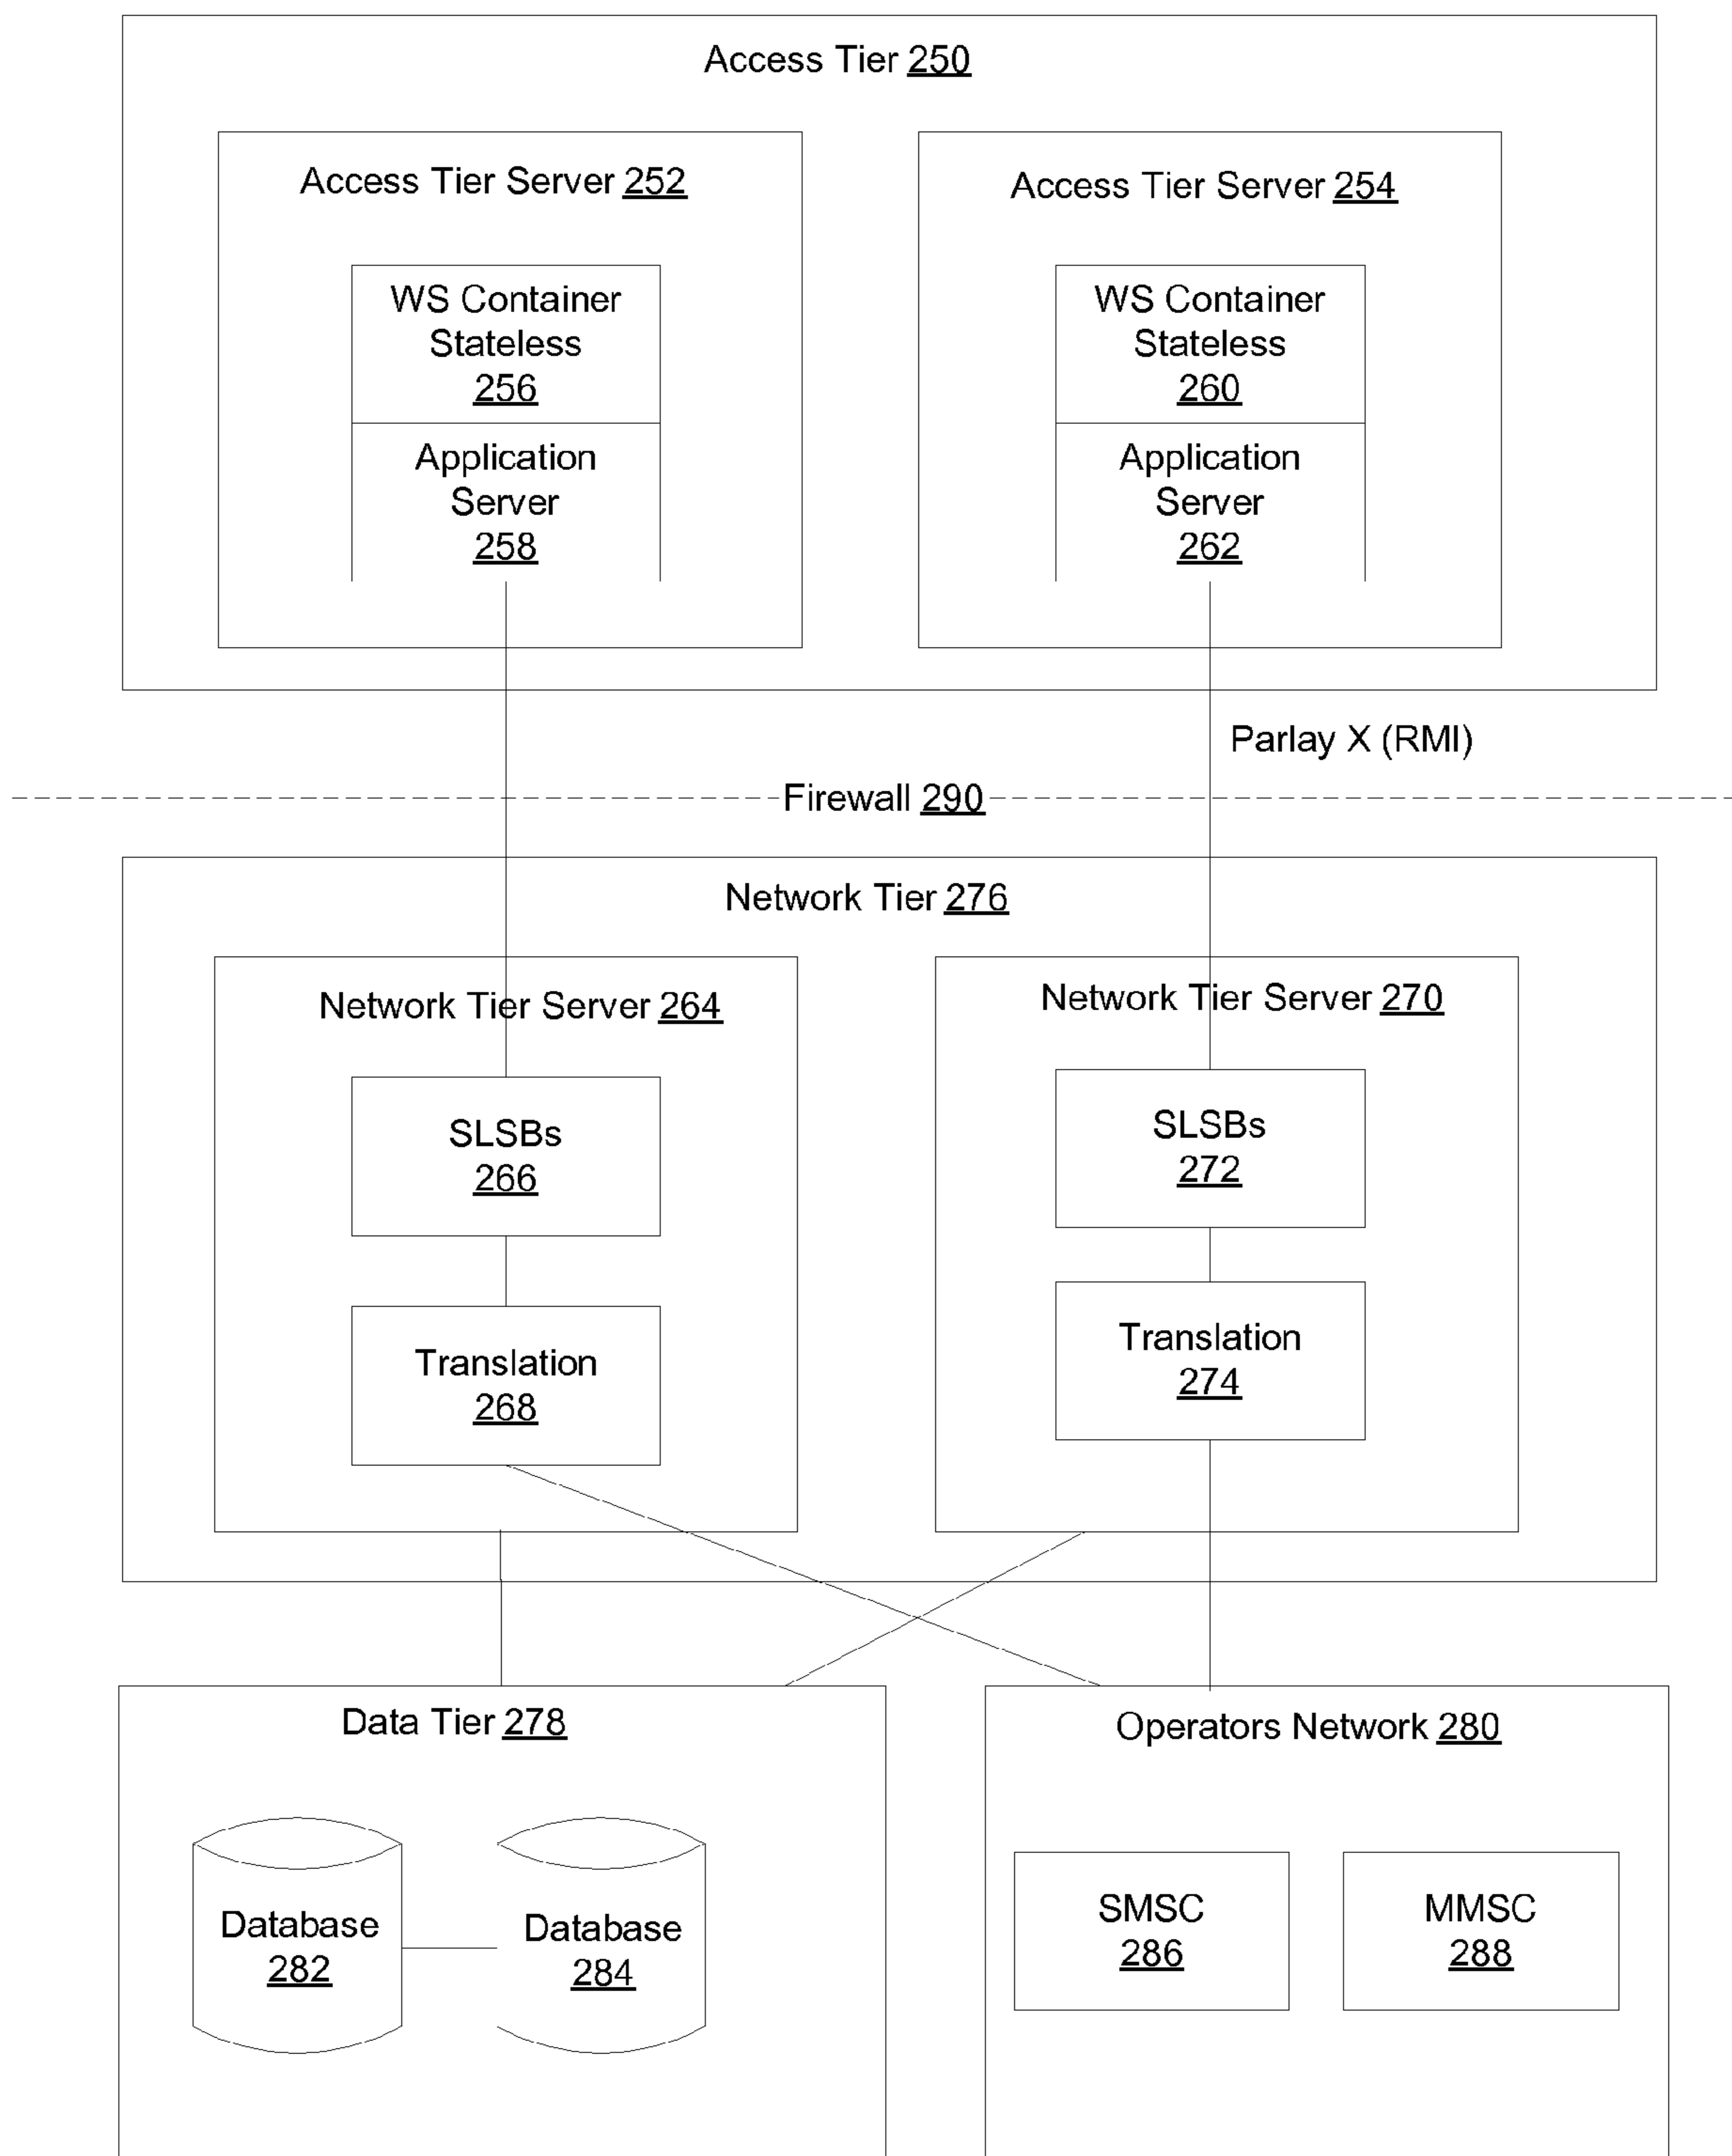 Access Tier 250
Access Tier Server 252
WS Container
Stateless
256
Application
Server
258
Access Tier Server 254
WS Container
Stateless
260
Application
Server
262
Parlay X (RMI)
Firewall 290
Network Tier 276
Network Tier Server 264
SLSBs
266
Translation
268
Network Tier Server 270
SLSBs
272
Translation
274
Data Tier 278
Database
282
Database
284
Operators Network 280
SMSC
286
MMSC
288